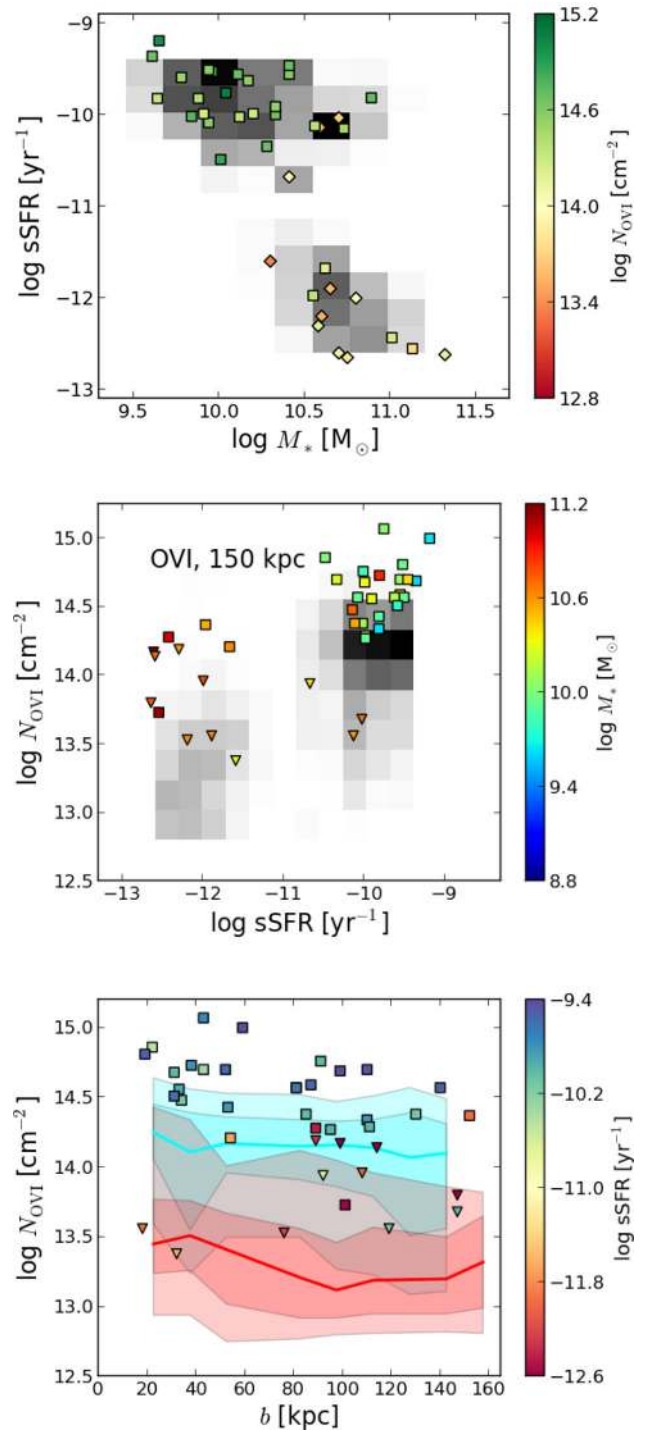 −9
−10
−11
−12
−13
log sSFR [yr⁻¹]
9.5 10.0 10.5 11.0 11.5
log M* [M⊙]
15.2
14.6
14.0
13.4
12.8
log N_OVI [cm⁻²]
15.0
14.5
14.0
13.5
13.0
12.5
log N_OVI [cm⁻²]
OVI, 150 kpc
−13 −12 −11 −10 −9
log sSFR [yr⁻¹]
11.2
10.6
10.0
9.4
8.8
log M* [M⊙]
15.0
14.5
14.0
13.5
13.0
12.5
log N_OVI [cm⁻²]
0 20 40 60 80 100 120 140 160
b [kpc]
−9.4
−10.2
−11.0
−11.8
−12.6
log sSFR [yr⁻¹]